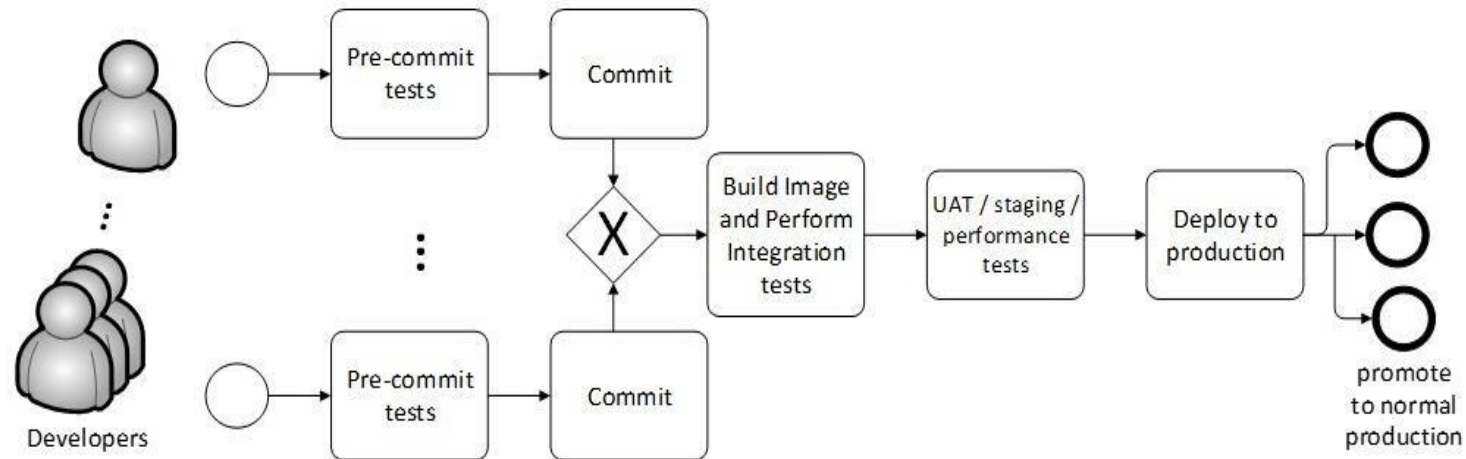 Pre-commit
tests
Commit
X
Build Image
and Perform
Integration
tests
UAT / staging /
performance
tests
Deploy to
production
Pre-commit
tests
Commit
Developers
promote
to normal
production